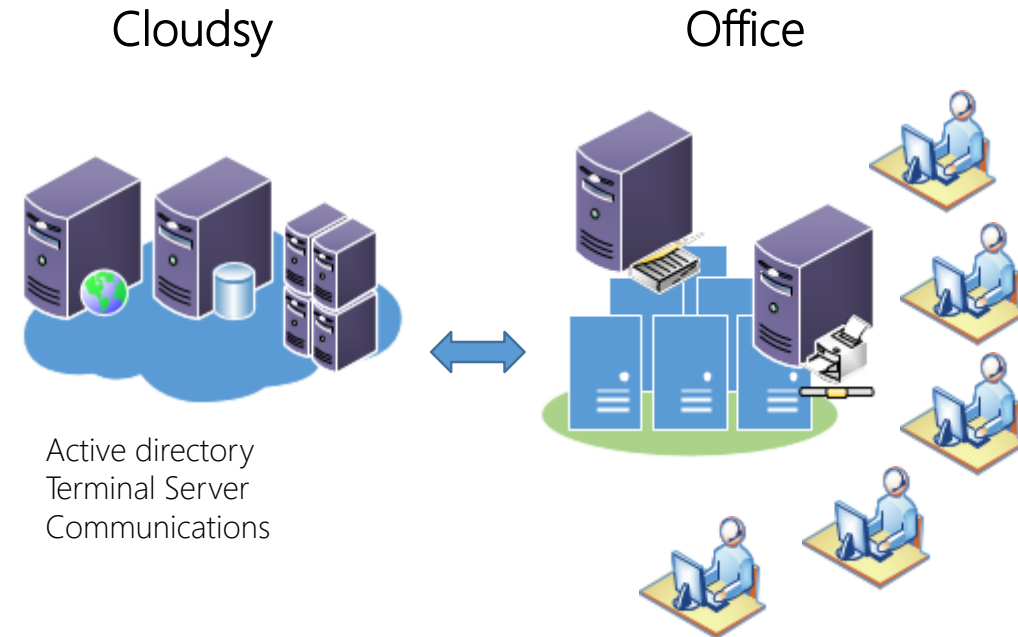 Cloudsy
Office
Active directory
Terminal Server
Communications